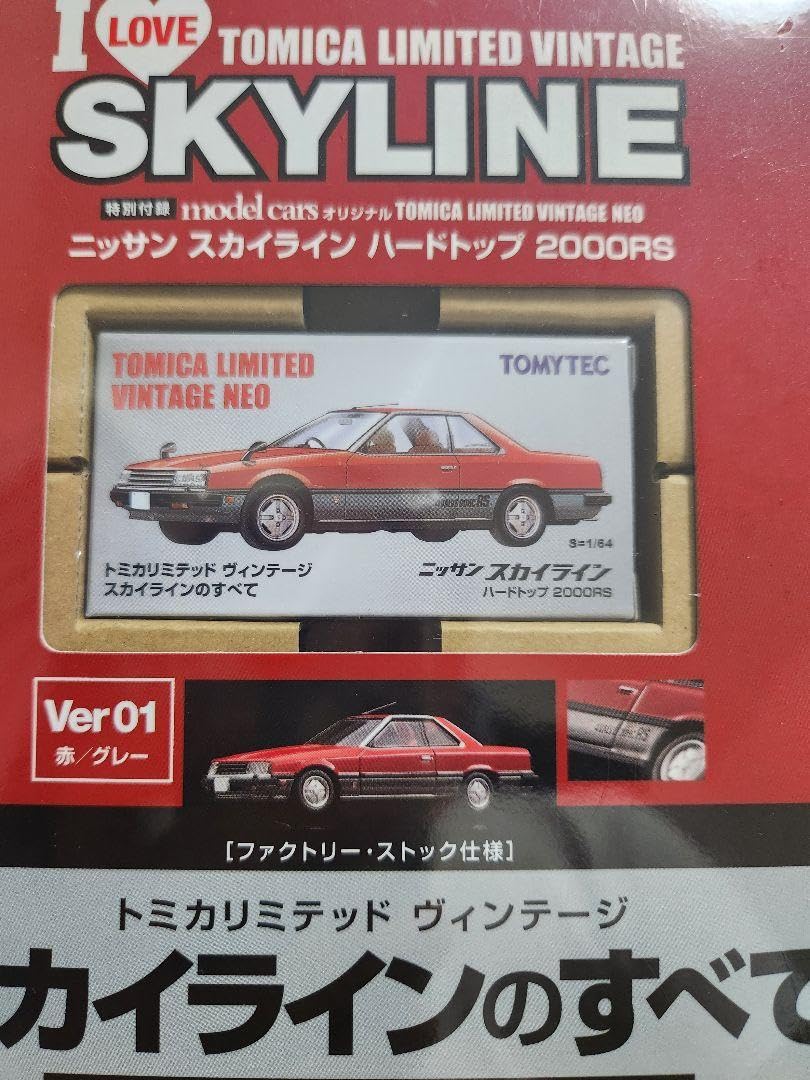 I LOVE TOMICA LIMITED VINTAGE
SKYLINE
特別付録 model cars オリジナル TOMICA LIMITED VINTAGE NEO
ニッサン スカイライン ハードトップ 2000RS
TOMICA LIMITED
VINTAGE NEO
TOMYTEC
S=1/64
トミカリミテッド ヴィンテージ
スカイラインのすべて
ニッサン スカイライン
ハードトップ 2000RS
Ver 01
赤/グレー
[ファクトリー・ストック仕様]
トミカリミテッド ヴィンテージ
カイラインのすべて